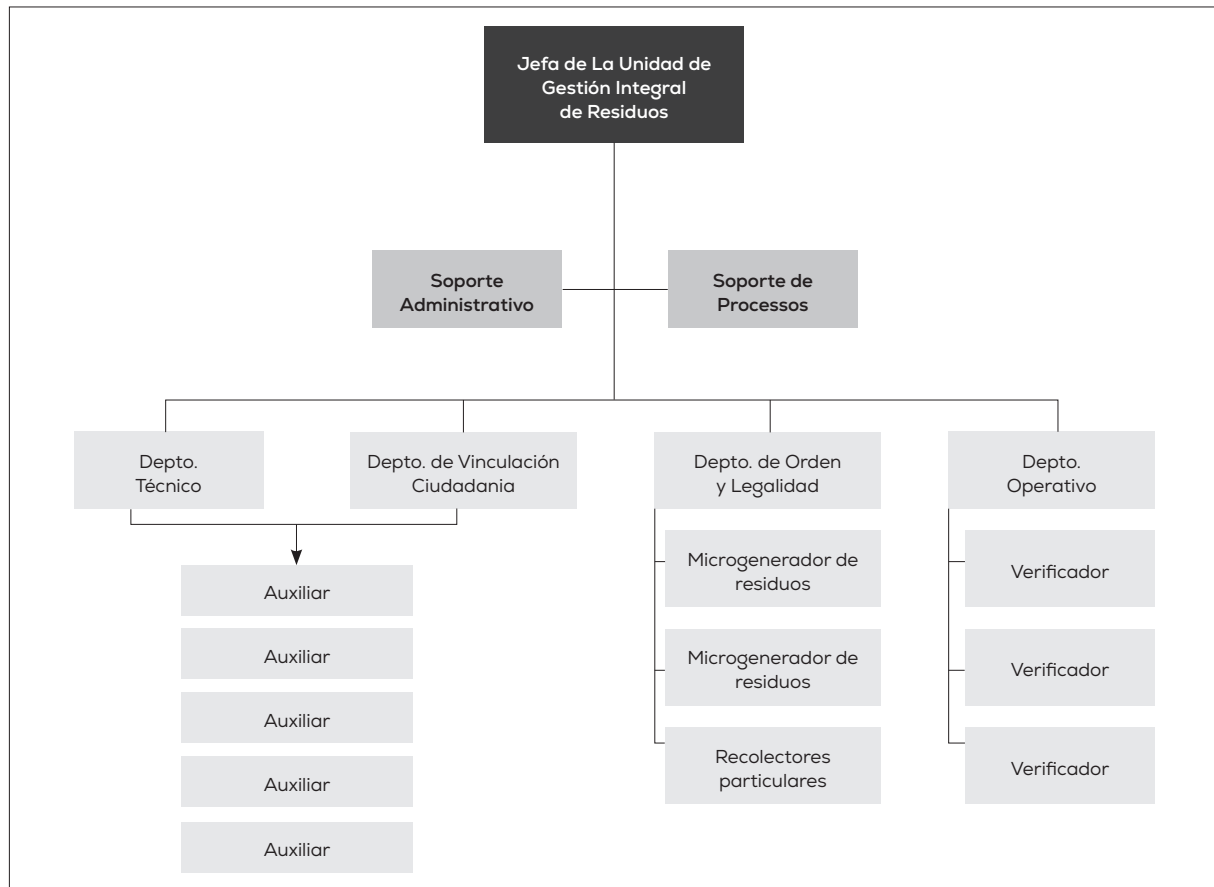 Jefa de La Unidad de
Gestión Integral
de Residuos
Soporte
Administrativo
Soporte de
Processos
Depto.
Técnico
Depto. de Vinculación
Ciudadania
Depto. de Orden
y Legalidad
Depto.
Operativo
Auxiliar
Auxiliar
Auxiliar
Auxiliar
Auxiliar
Microgenerador de
residuos
Microgenerador de
residuos
Recolectores
particulares
Verificador
Verificador
Verificador